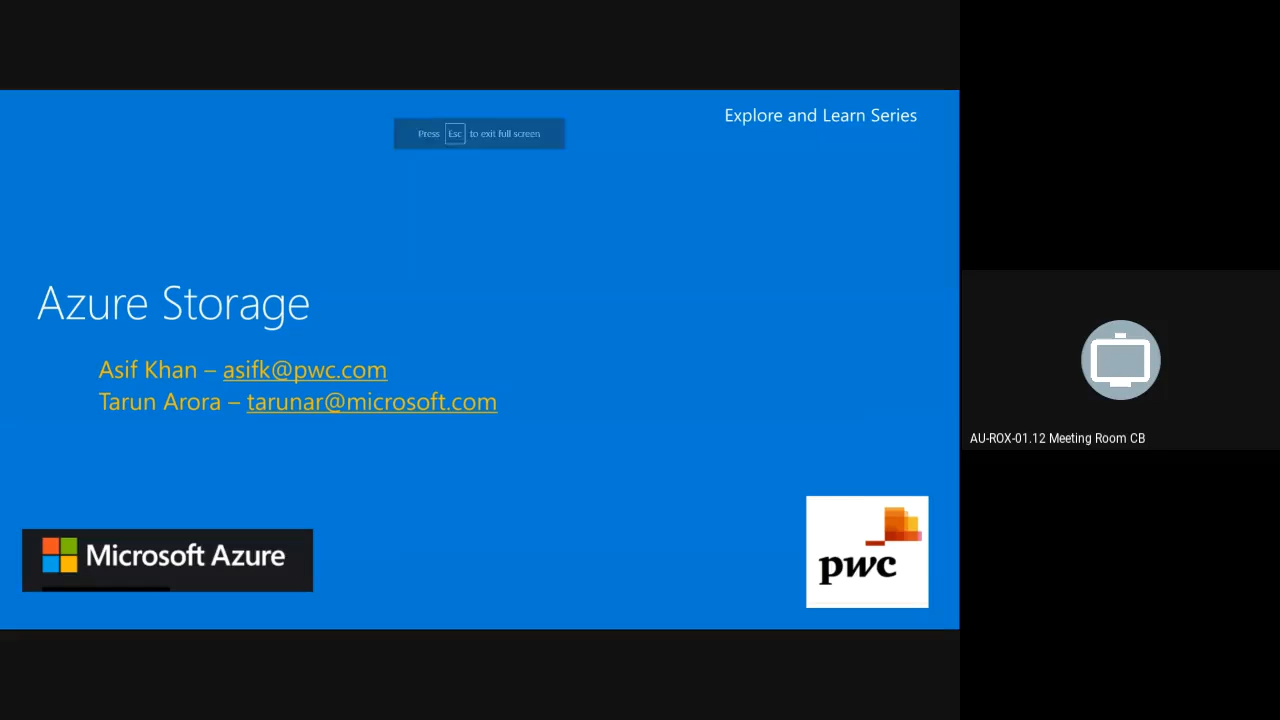 Explore and Learn Series
Press Esc to exit full screen
Azure Storage
Asif Khan – asifk@pwc.com
Tarun Arora – tarunar@microsoft.com
Microsoft Azure
pwc
AU-ROX-01.12 Meeting Room CB